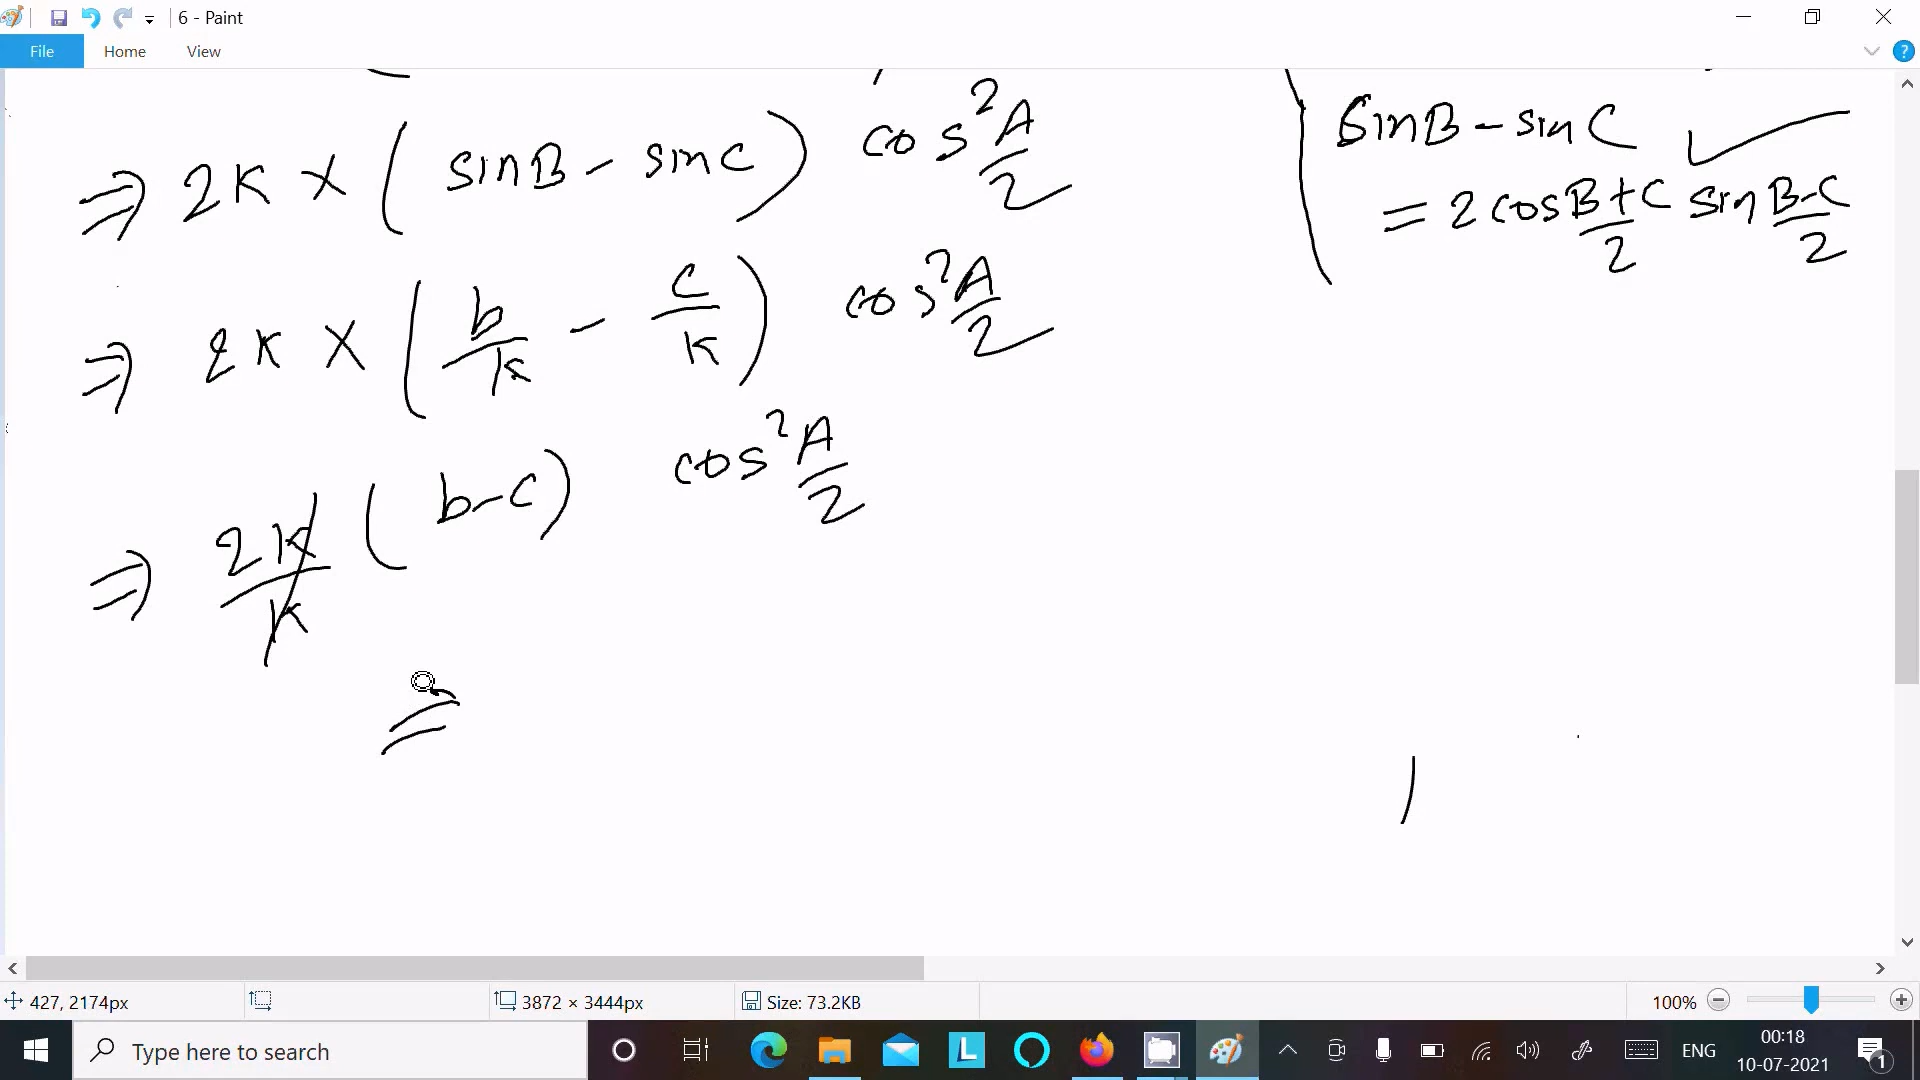 6 - Paint
File Home View
⇒ 2K × ( sinB - sinC ) cos²A/2
⇒ 2K × ( b/K - C/K ) cos²A/2
⇒ 2K/K ( b-C ) cos²A/2
=
SinB - sinC ✓
= 2 cos B+C/2 sin B-C/2
427, 2174px 3872 × 3444px Size: 73.2KB 100%
Type here to search
ENG
00:18
10-07-2021
1